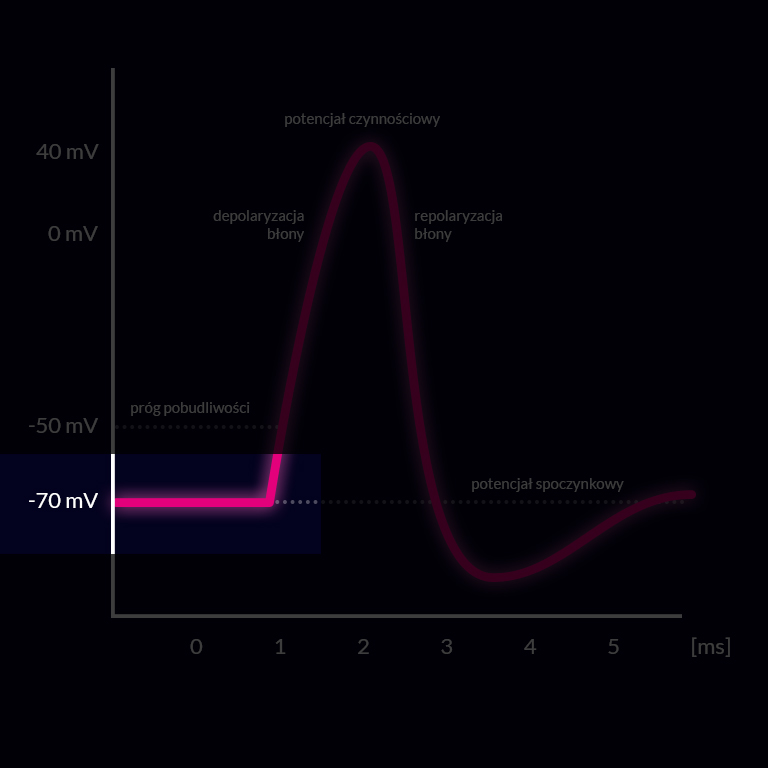 potencjał czynnościowy
40 mV
depolaryzacja
błony
repolaryzacja
błony
0 mV
próg pobudliwości
-50 mV
potencjał spoczynkowy
-70 mV
0 1 2 3 4 5 [ms]